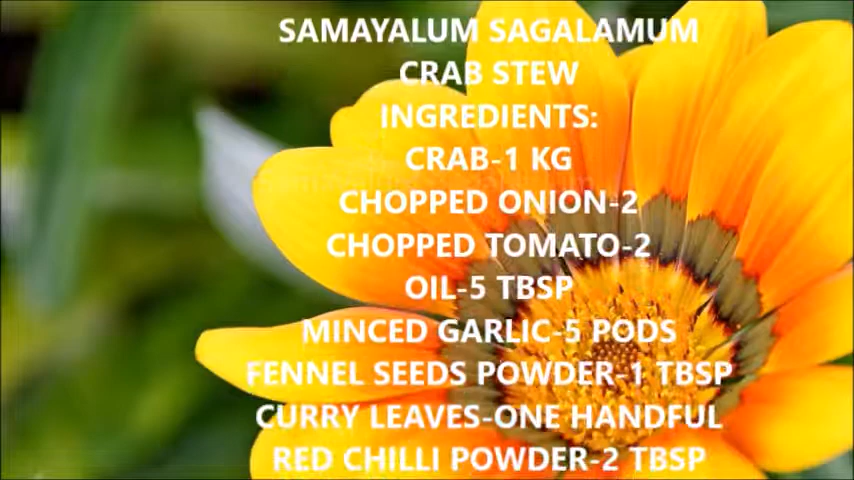 SAMAYALUM SAGALAMUM
CRAB STEW
INGREDIENTS:
CRAB-1 KG
CHOPPED ONION-2
CHOPPED TOMATO-2
OIL-5 TBSP
MINCED GARLIC-5 PODS
FENNEL SEEDS POWDER-1 TBSP
CURRY LEAVES-ONE HANDFUL
RED CHILLI POWDER-2 TBSP